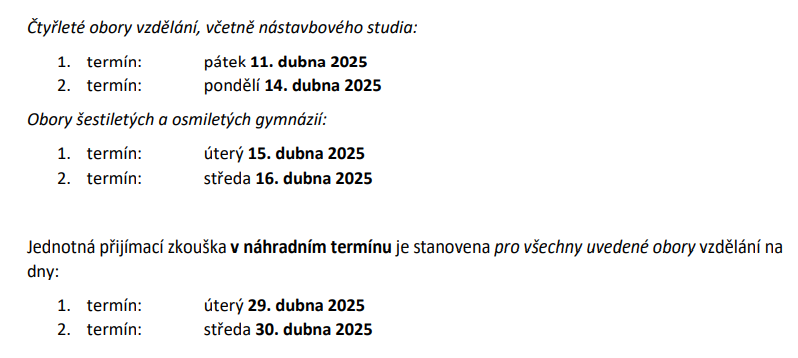 Čtyřleté obory vzdělání, včetně nástavbového studia:
1. termín: pátek 11. dubna 2025
2. termín: pondělí 14. dubna 2025
Obory šestiletých a osmiletých gymnázií:
1. termín: úterý 15. dubna 2025
2. termín: středa 16. dubna 2025
Jednotná přijímací zkouška v náhradním termínu je stanovena pro všechny uvedené obory vzdělání na
dny:
1. termín: úterý 29. dubna 2025
2. termín: středa 30. dubna 2025